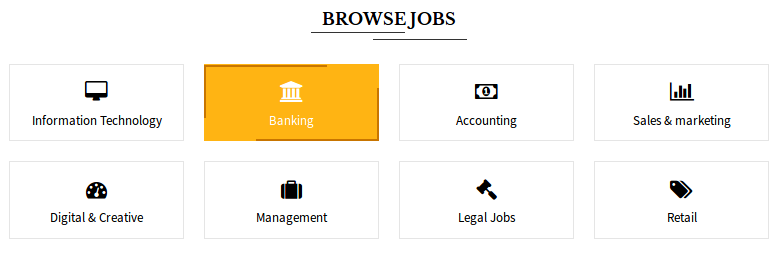 BROWSE JOBS
Information Technology
Banking
Accounting
Sales & marketing
Digital & Creative
Management
Legal Jobs
Retail